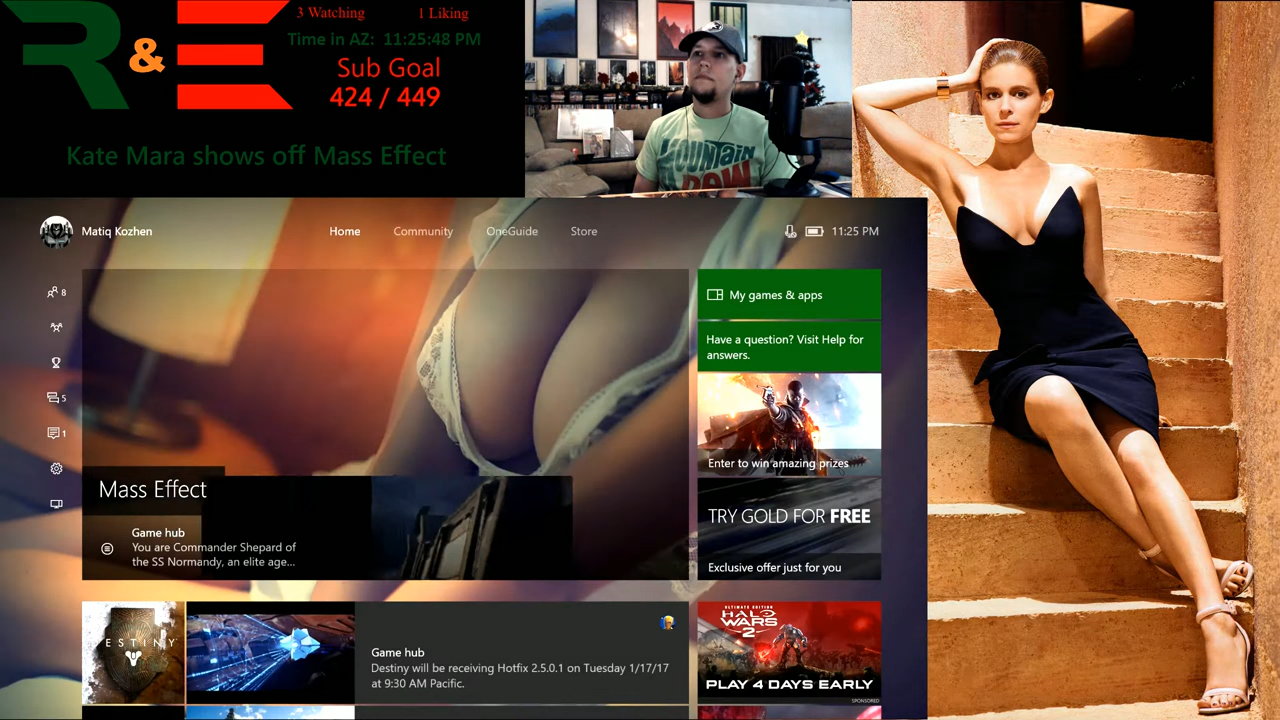 R & E
3 Watching
1 Liking
Time in AZ: 11:25:48 PM
Sub Goal
424 / 449
Kate Mara shows off Mass Effect
MOUNTAIN
DEW
Matiq Kozhen
Home
Community
OneGuide
Store
11:25 PM
8
5
1
My games & apps
Have a question? Visit Help for
answers.
Enter to win amazing prizes
TRY GOLD FOR FREE
Exclusive offer just for you
Mass Effect
Game hub
You are Commander Shepard of
the SS Normandy, an elite age...
DESTINY
Game hub
Destiny will be receiving Hotfix 2.5.0.1 on Tuesday 1/17/17
at 9:30 AM Pacific.
ULTIMATE EDITION
HALO
WARS
2
PLAY 4 DAYS EARLY
SPONSORED